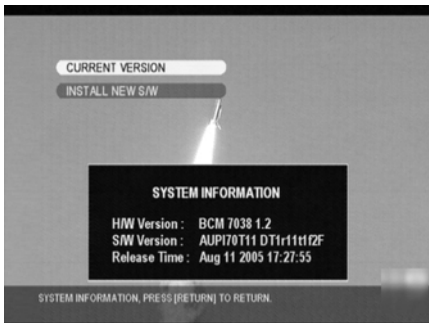 CURRENT VERSION
INSTALL NEW S/W
SYSTEM INFORMATION
H/W Version : BCM 7038 1.2
S/W Version : AUPI70T11 DT1r11t1f2F
Release Time : Aug 11 2005 17:27:55
SYSTEM INFORMATION, PRESS [RETURN] TO RETURN.